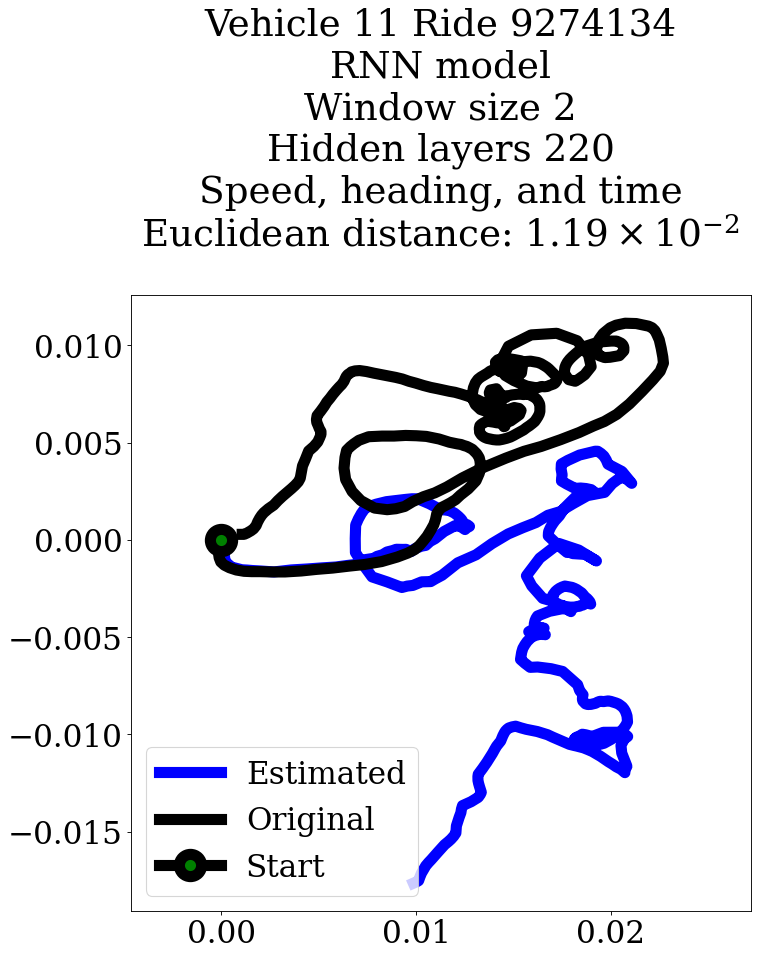 Vehicle 11 Ride 9274134
RNN model
Window size 2
Hidden layers 220
Speed, heading, and time
Euclidean distance: 1.19 × 10⁻²
0.010
0.005
0.000
−0.005
−0.010
−0.015
Estimated
Original
Start
0.00 0.01 0.02